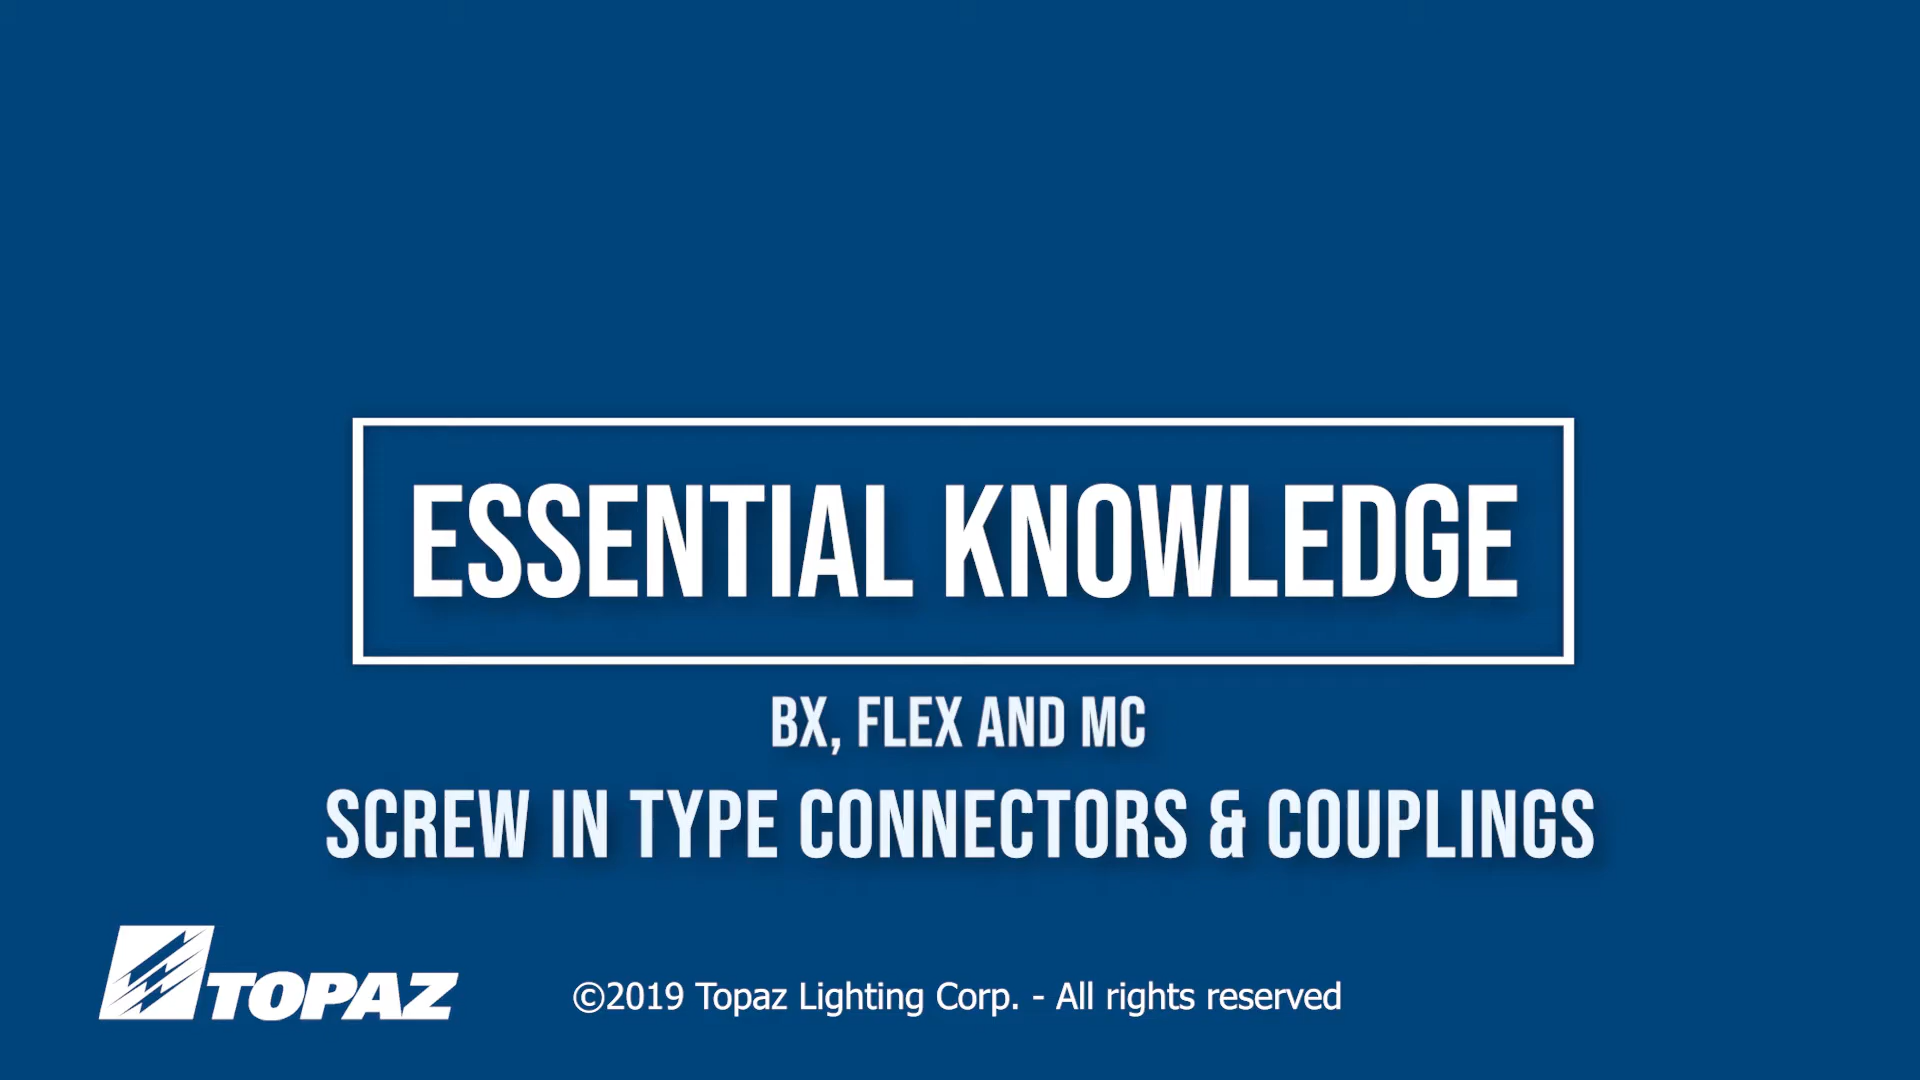 ESSENTIAL KNOWLEDGE
BX, FLEX AND MC
SCREW IN TYPE CONNECTORS & COUPLINGS
TOPAZ
©2019 Topaz Lighting Corp. - All rights reserved